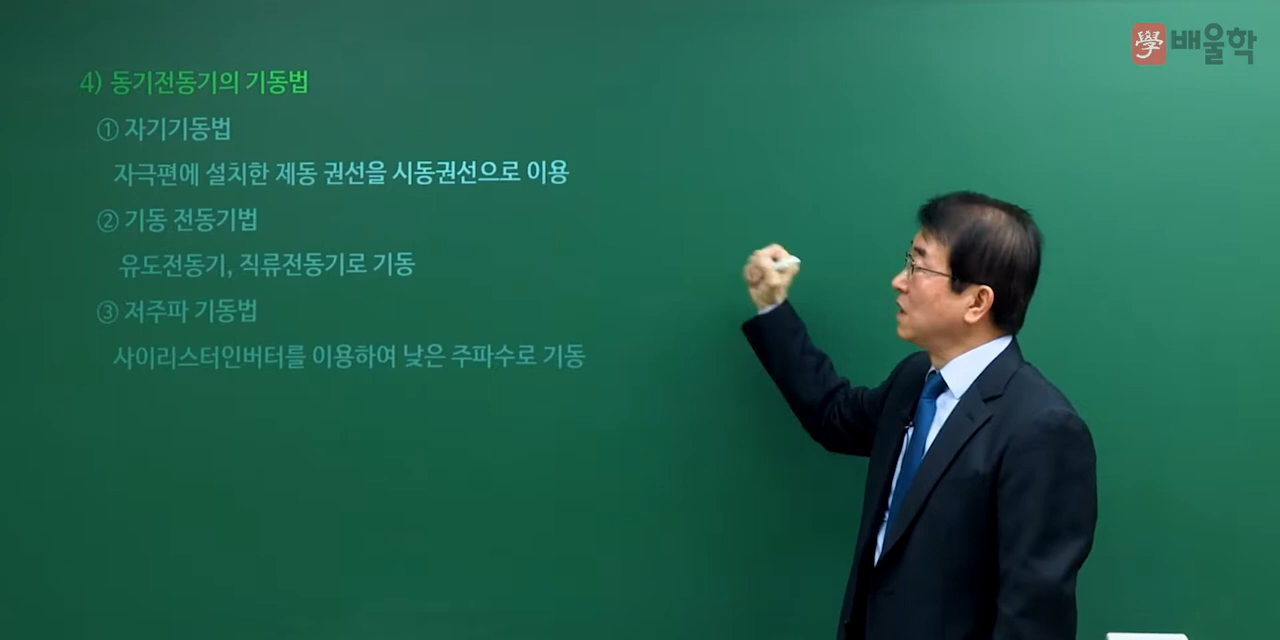 4) 동기전동기의 기동법
① 자기기동법
자극편에 설치한 제동 권선을 시동권선으로 이용
② 기동 전동기법
유도전동기, 직류전동기로 기동
③ 저주파 기동법
사이리스터인버터를 이용하여 낮은 주파수로 기동
學 배울학